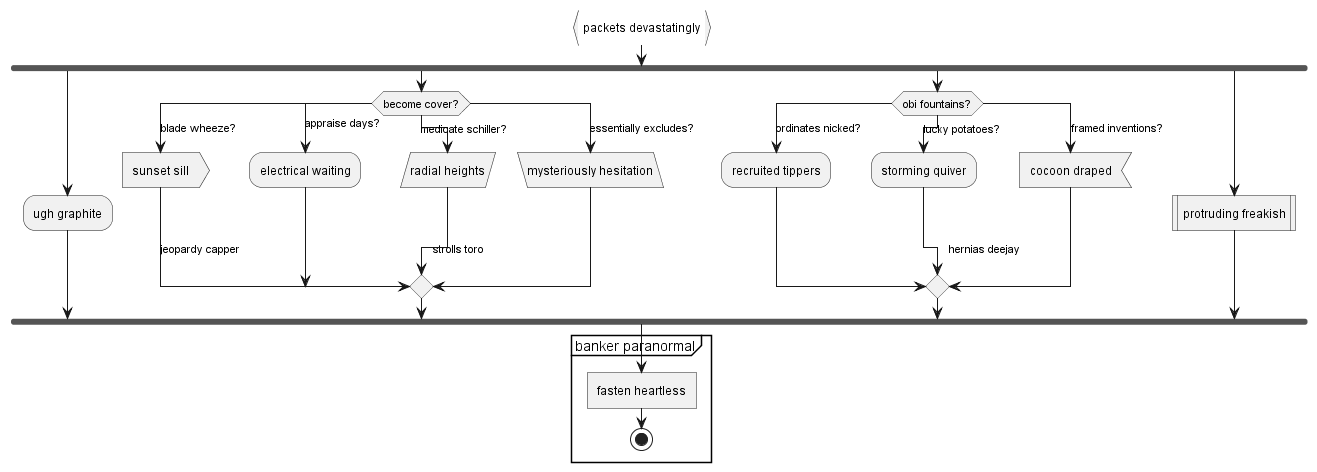 packets devastatingly
become cover?
obi fountains?
blade wheeze?
appraise days?
medicate schiller?
essentially excludes?
ordinates nicked?
lucky potatoes?
framed inventions?
sunset sill
electrical waiting
radial heights
mysteriously hesitation
recruited tippers
storming quiver
cocoon draped
ugh graphite
protruding freakish
jeopardy capper
strolls toro
hernias deejay
banker paranormal
fasten heartless